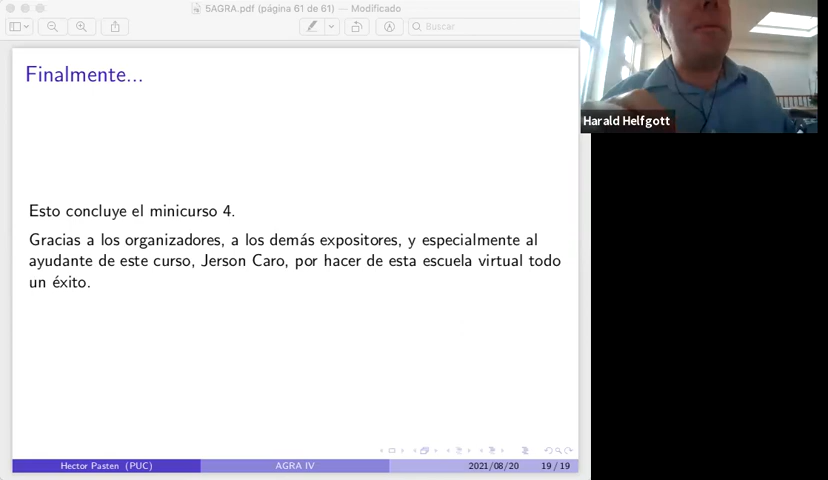 5AGRA.pdf (página 61 de 61) — Modificado
Buscar
Finalmente...
Harald Helfgott
Esto concluye el minicurso 4.
Gracias a los organizadores, a los demás expositores, y especialmente al
ayudante de este curso, Jerson Caro, por hacer de esta escuela virtual todo
un éxito.
Hector Pasten (PUC) AGRA IV 2021/08/20 19 / 19